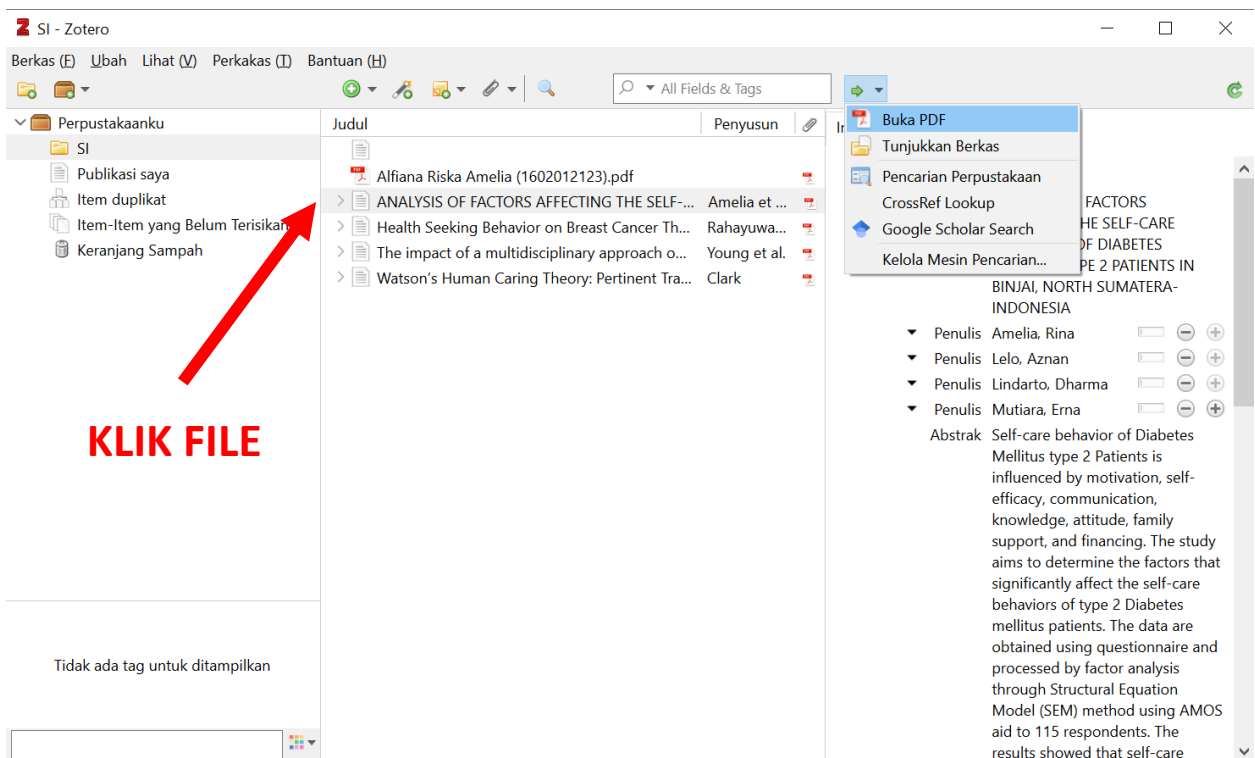 SI - Zotero
Berkas (F) Ubah Lihat (V) Perkakas (T) Bantuan (H)
All Fields & Tags
Perpustakaanku
SI
Publikasi saya
Item duplikat
Item-Item yang Belum Terisikan
Keranjang Sampah
Judul Penyusun
Alfiana Riska Amelia (1602012123).pdf
ANALYSIS OF FACTORS AFFECTING THE SELF-... Amelia et ...
Health Seeking Behavior on Breast Cancer Th... Rahayuwa...
The impact of a multidisciplinary approach o... Young et al.
Watson's Human Caring Theory: Pertinent Tra... Clark
KLIK FILE
Tidak ada tag untuk ditampilkan
Buka PDF
Tunjukkan Berkas
Pencarian Perpustakaan
CrossRef Lookup
Google Scholar Search
Kelola Mesin Pencarian...
FACTORS
HE SELF-CARE
OF DIABETES
PE 2 PATIENTS IN
BINJAI, NORTH SUMATERA-
INDONESIA
Penulis Amelia, Rina
Penulis Lelo, Aznan
Penulis Lindarto, Dharma
Penulis Mutiara, Erna
Abstrak Self-care behavior of Diabetes
Mellitus type 2 Patients is
influenced by motivation, self-
efficacy, communication,
knowledge, attitude, family
support, and financing. The study
aims to determine the factors that
significantly affect the self-care
behaviors of type 2 Diabetes
mellitus patients. The data are
obtained using questionnaire and
processed by factor analysis
through Structural Equation
Model (SEM) method using AMOS
aid to 115 respondents. The
results showed that self-care